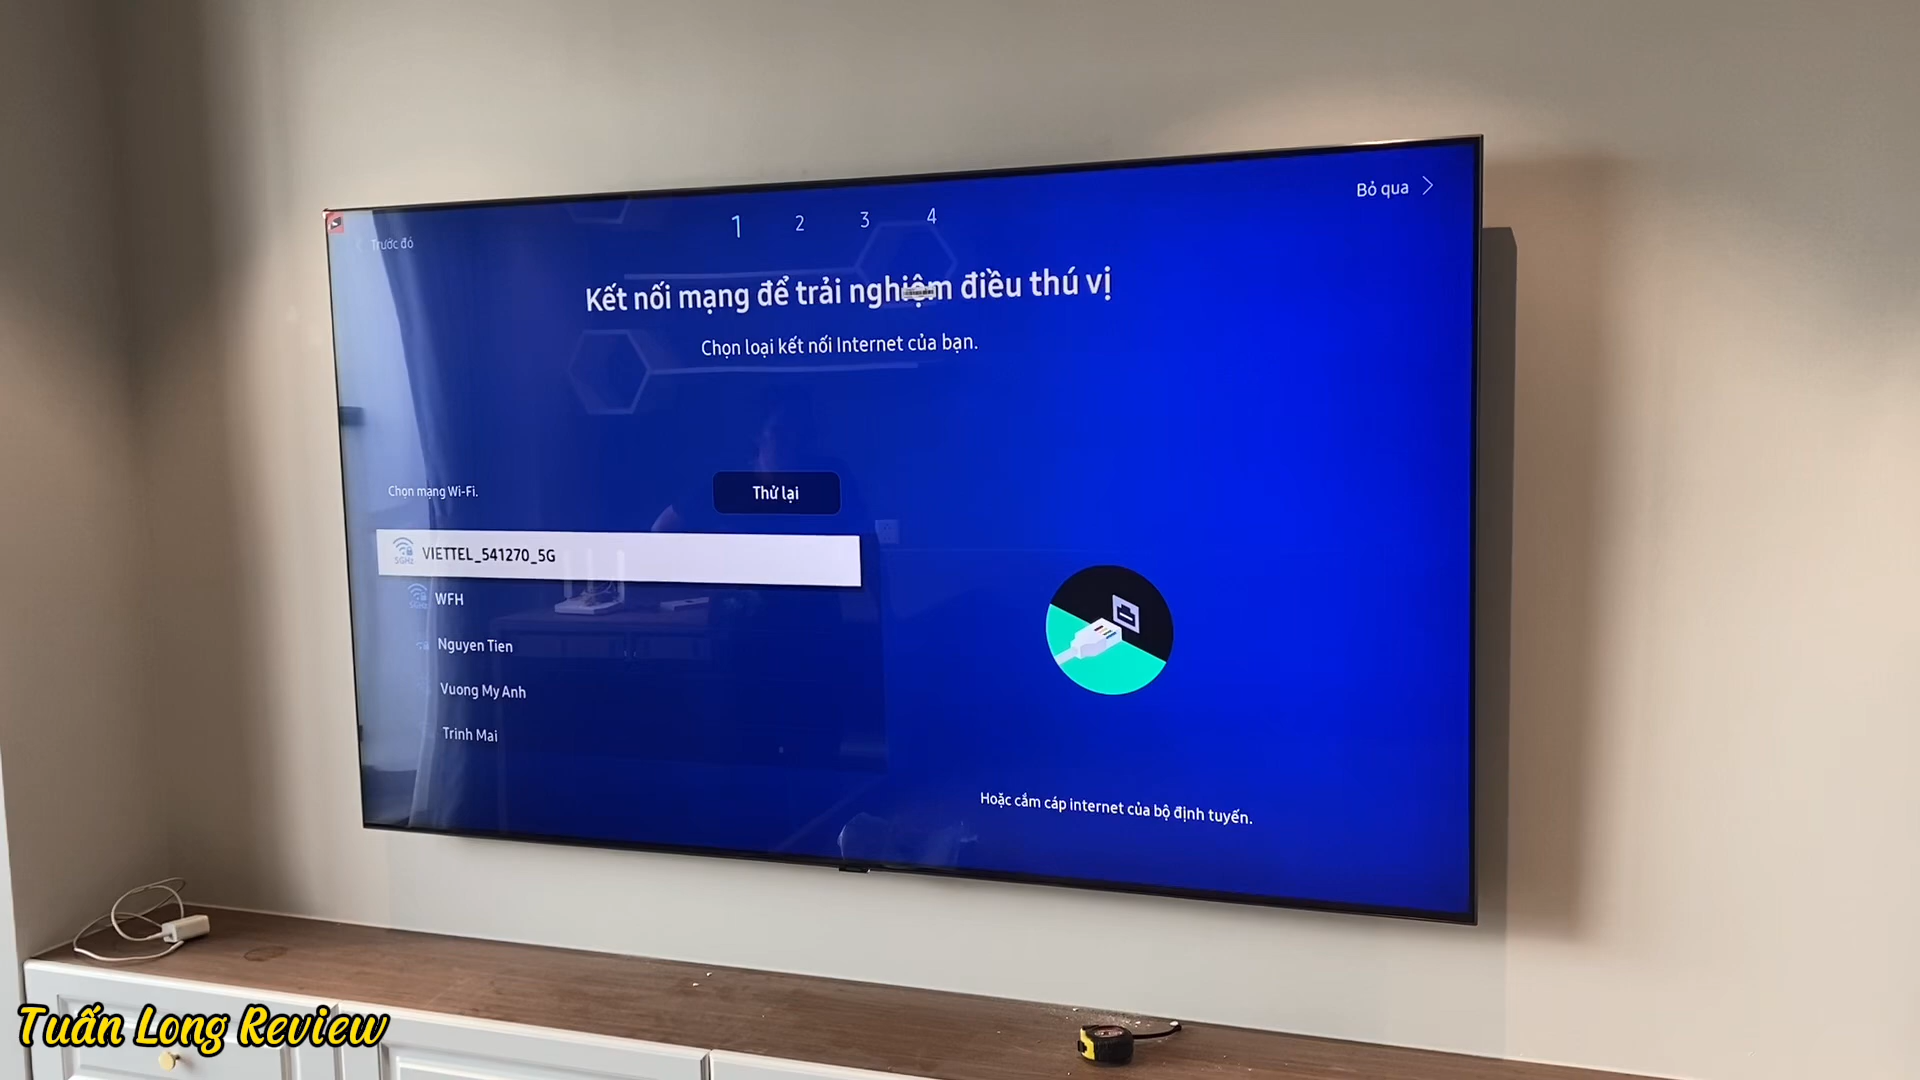 1 2 3 4
Bỏ qua
Trước đó
Kết nối mạng để trải nghiệm điều thú vị
Chọn loại kết nối Internet của bạn.
Chọn mạng Wi-Fi.
Thử lại
5GHz VIETTEL_541270_5G
5GHz WFH
Nguyen Tien
Vuong My Anh
Trinh Mai
Hoặc cắm cáp internet của bộ định tuyến.
Tuấn Long Review